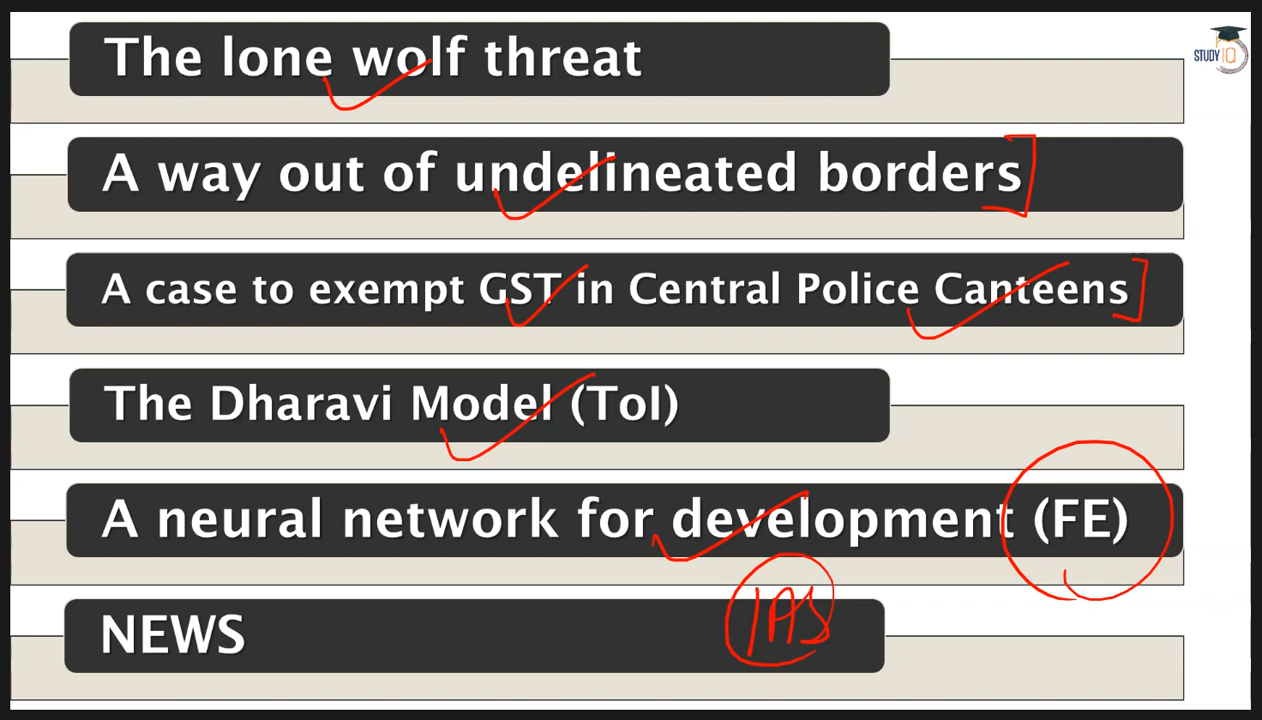 The lone wolf threat
STUDY IQ
A way out of undelineated borders
A case to exempt GST in Central Police Canteens
The Dharavi Model (ToI)
A neural network for development (FE)
IAS
NEWS